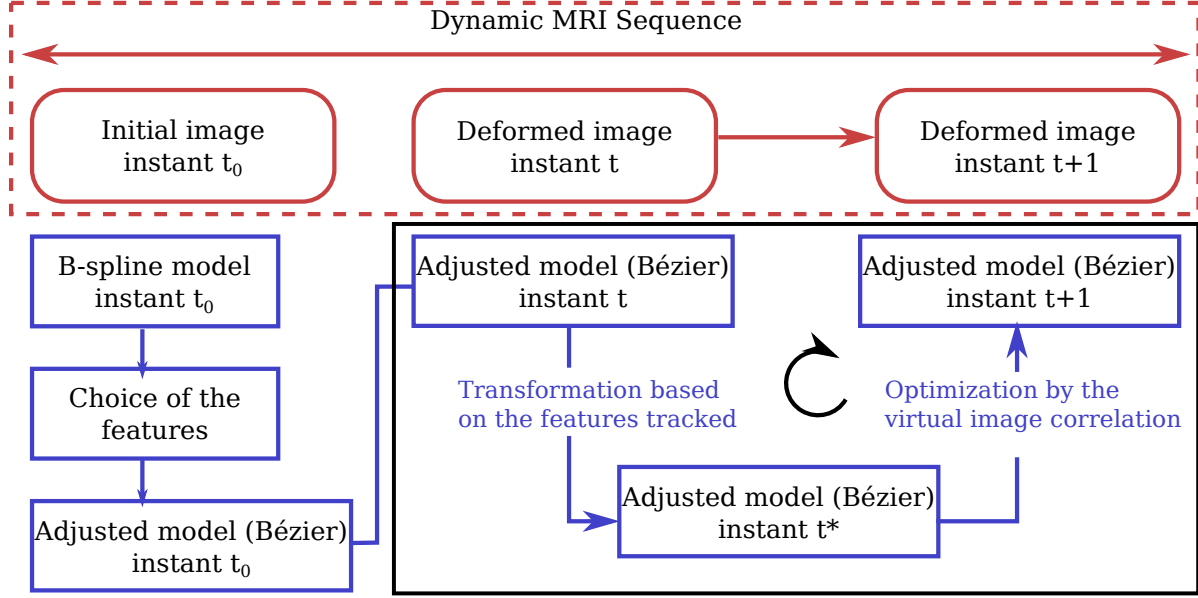 Dynamic MRI Sequence
Initial image
instant t₀
Deformed image
instant t
Deformed image
instant t+1
B-spline model
instant t₀
Choice of the
features
Adjusted model (Bézier)
instant t₀
Adjusted model (Bézier)
instant t
Transformation based
on the features tracked
Adjusted model (Bézier)
instant t*
Optimization by the
virtual image correlation
Adjusted model (Bézier)
instant t+1